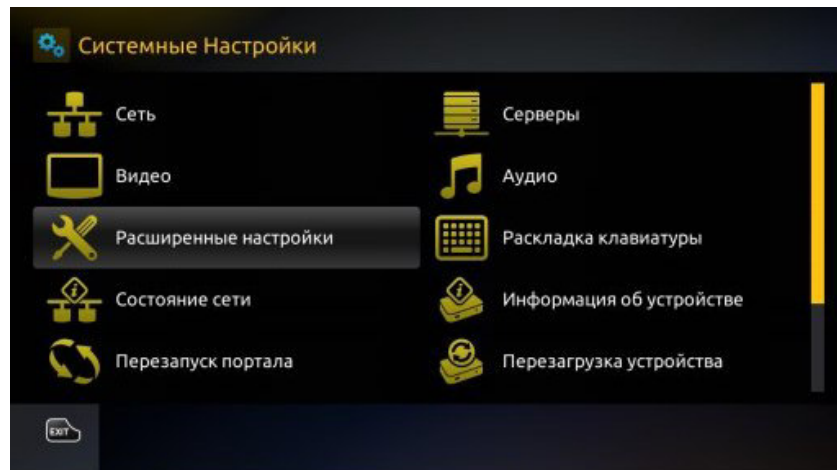 Системные Настройки
Сеть
Серверы
Видео
Аудио
Расширенные настройки
Раскладка клавиатуры
Состояние сети
Информация об устройстве
Перезапуск портала
Перезагрузка устройства
EXIT